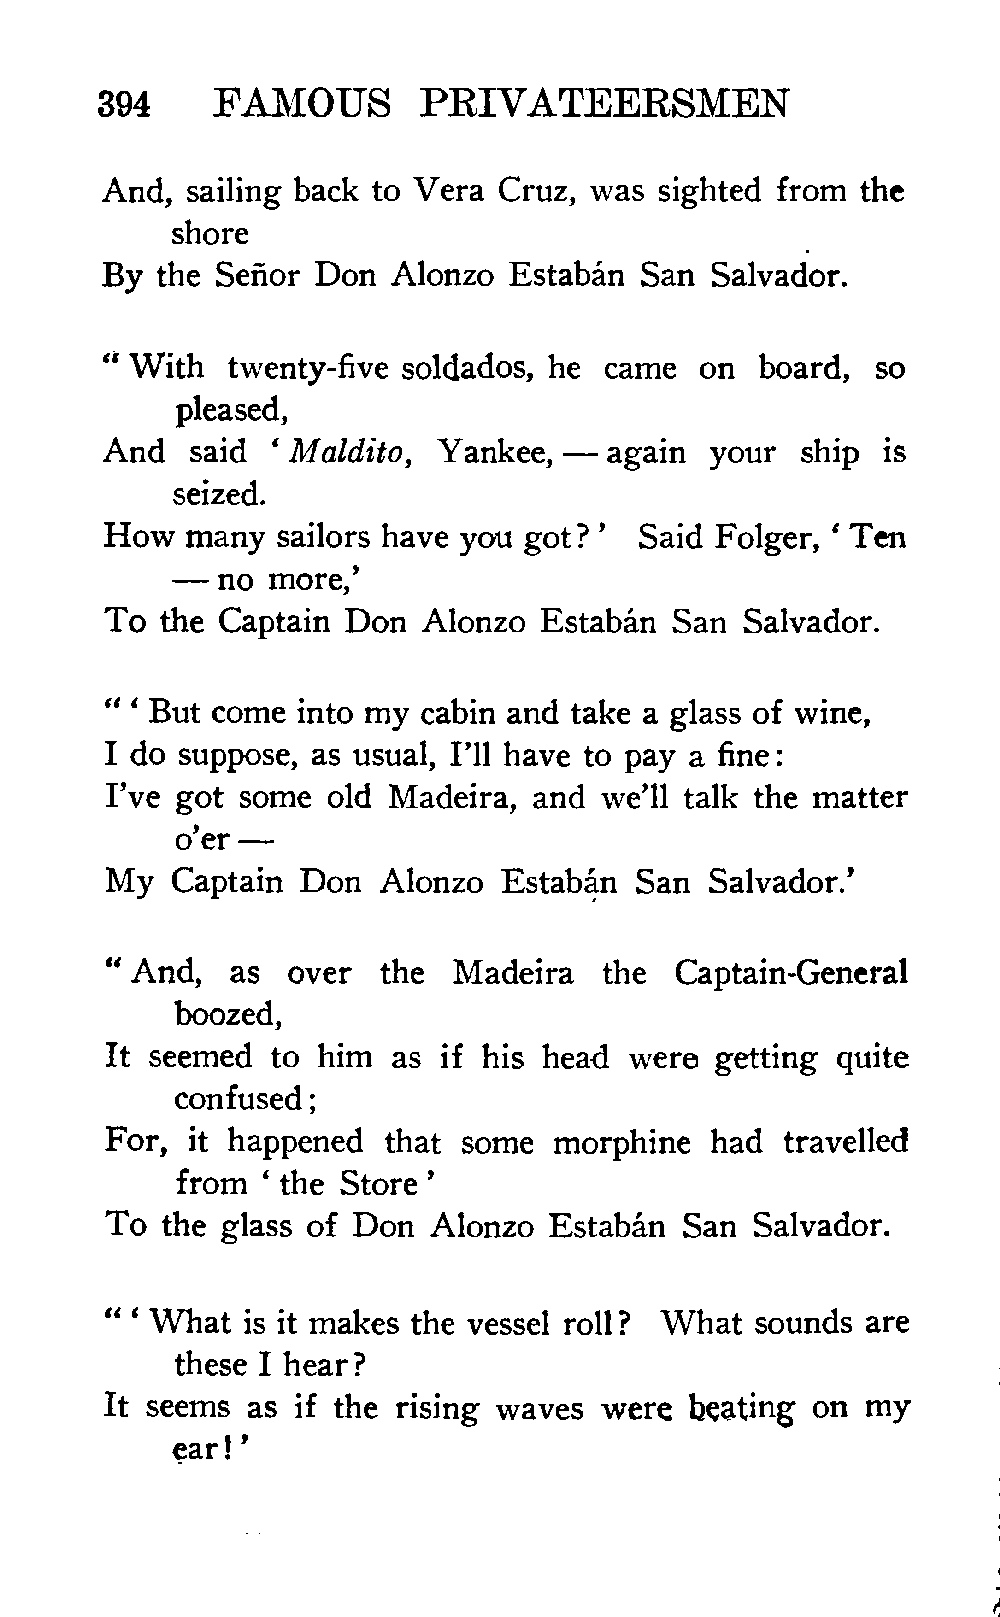 394 FAMOUS PRIVATEERSMEN
And, sailing back to Vera Cruz, was sighted from the
shore
By the Señor Don Alonzo Estabán San Salvador.
“ With twenty-five soldados, he came on board, so
pleased,
And said ‘ Maldito, Yankee, — again your ship is
seized.
How many sailors have you got? ’ Said Folger, ‘ Ten
— no more,’
To the Captain Don Alonzo Estabán San Salvador.
“ ‘ But come into my cabin and take a glass of wine,
I do suppose, as usual, I’ll have to pay a fine:
I’ve got some old Madeira, and we’ll talk the matter
o’er —
My Captain Don Alonzo Estabán San Salvador.’
“ And, as over the Madeira the Captain-General
boozed,
It seemed to him as if his head were getting quite
confused;
For, it happened that some morphine had travelled
from ‘ the Store ’
To the glass of Don Alonzo Estabán San Salvador.
“ ‘ What is it makes the vessel roll? What sounds are
these I hear?
It seems as if the rising waves were beating on my
ear! ’